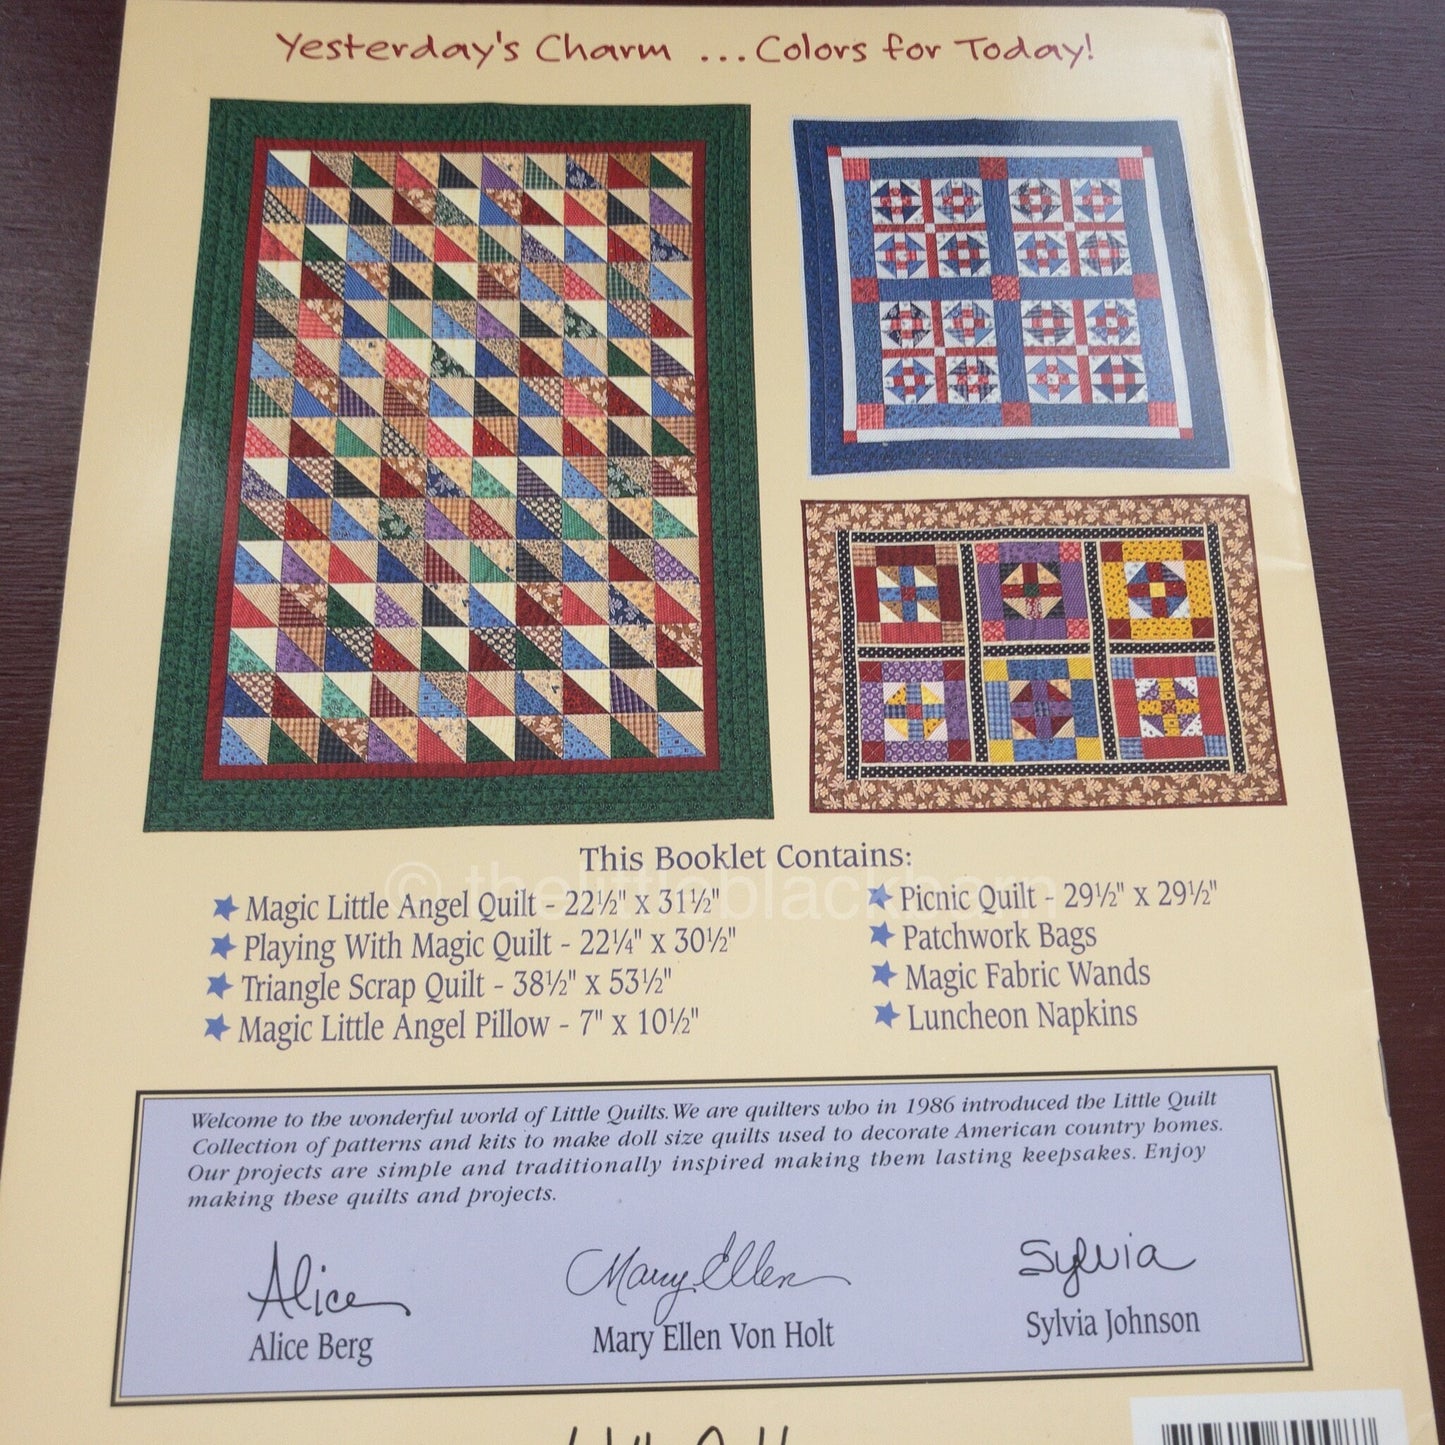 Yesterday's Charm ...Colors for Today!
This Booklet Contains:
Magic Little Angel Quilt - 22½" x 31½"
Playing With Magic Quilt - 22¼" x 30½"
Triangle Scrap Quilt - 38½" x 53½"
Magic Little Angel Pillow - 7" x 10½"
Picnic Quilt - 29½" x 29½"
Patchwork Bags
Magic Fabric Wands
Luncheon Napkins
© thelittleblackbarn
Welcome to the wonderful world of Little Quilts. We are quilters who in 1986 introduced the Little Quilt
Collection of patterns and kits to make doll size quilts used to decorate American country homes.
Our projects are simple and traditionally inspired making them lasting keepsakes. Enjoy
making these quilts and projects.
Alice
Alice Berg
Mary Ellen
Mary Ellen Von Holt
Sylvia
Sylvia Johnson